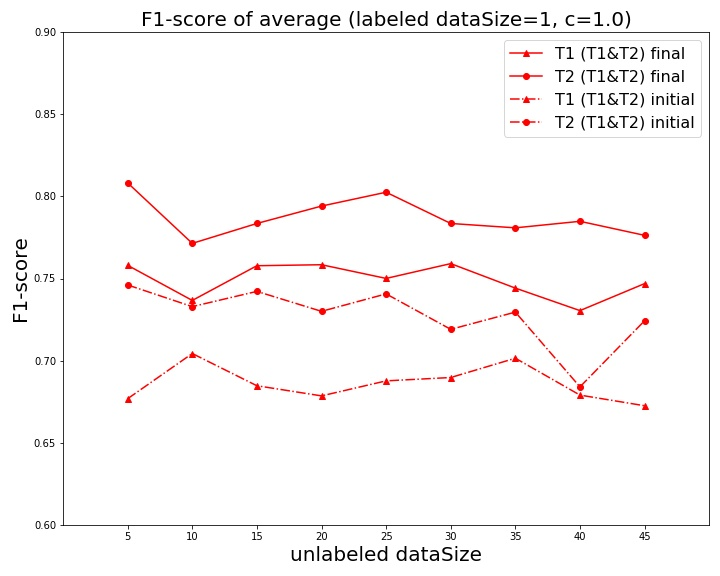 F1-score of average (labeled dataSize=1, c=1.0)
T1 (T1&T2) final
T2 (T1&T2) final
T1 (T1&T2) initial
T2 (T1&T2) initial
0.90
0.85
0.80
0.75
0.70
0.65
0.60
F1-score
5 10 15 20 25 30 35 40 45
unlabeled dataSize